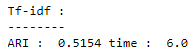 Tf-idf :
--------
ARI :  0.5154 time :  6.0